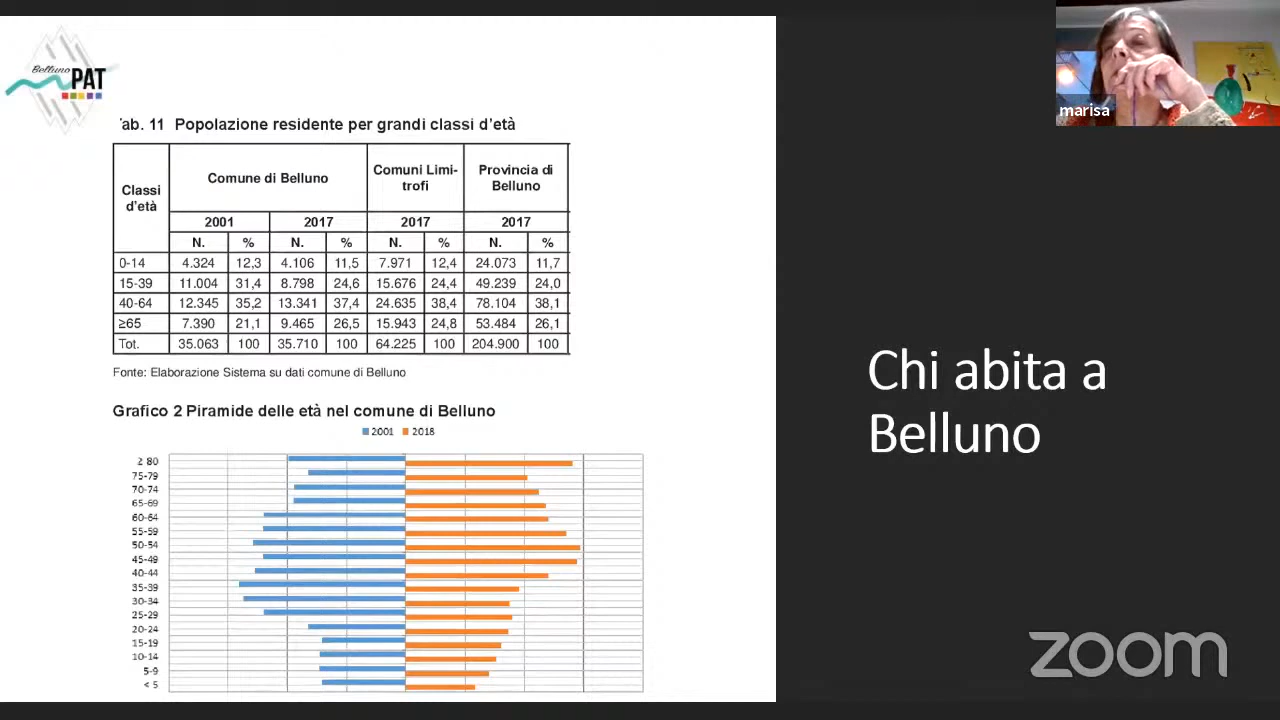 Belluno
PAT
ab. 11 Popolazione residente per grandi classi d'età
Classi d'età
Comune di Belluno
Comuni Limi-
trofi
Provincia di
Belluno
2001 2017 2017 2017
N. % N. % N. % N. %
0-14 4.324 12,3 4.106 11,5 7.971 12,4 24.073 11,7
15-39 11.004 31,4 8.798 24,6 15.676 24,4 49.239 24,0
40-64 12.345 35,2 13.341 37,4 24.635 38,4 78.104 38,1
≥65 7.390 21,1 9.465 26,5 15.943 24,8 53.484 26,1
Tot. 35.063 100 35.710 100 64.225 100 204.900 100
Fonte: Elaborazione Sistema su dati comune di Belluno
Grafico 2 Piramide delle età nel comune di Belluno
2001 2018
≥ 80
75-79
70-74
65-69
60-64
55-59
50-54
45-49
40-44
35-39
30-34
25-29
20-24
15-19
10-14
5-9
< 5
Chi abita a
Belluno
marisa
zoom